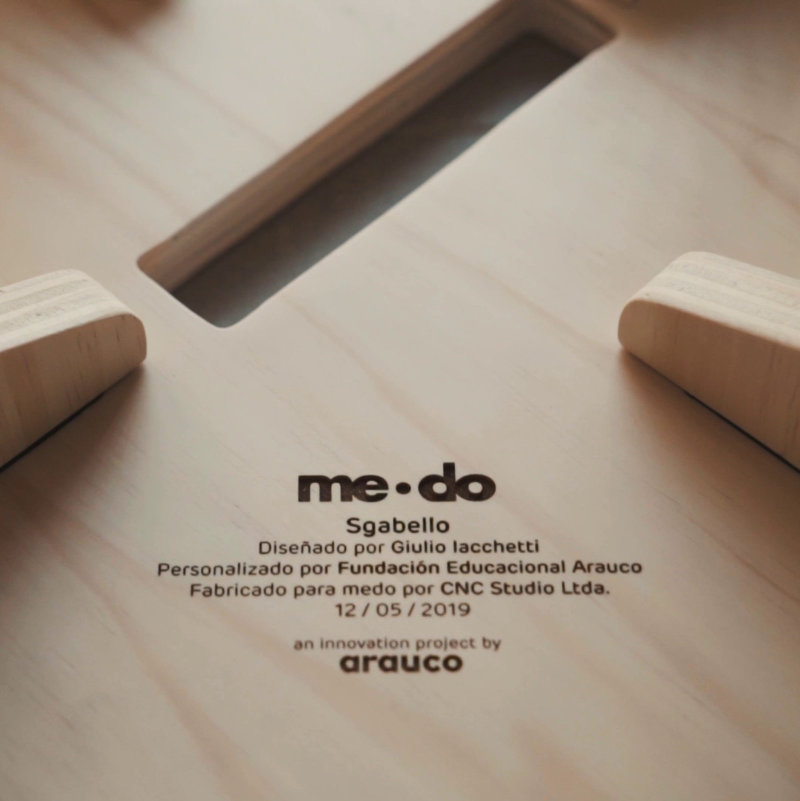 me•do
Sgabello
Diseñado por Giulio Iacchetti
Personalizado por Fundación Educacional Arauco
Fabricado para medo por CNC Studio Ltda.
12 / 05 / 2019
an innovation project by
arauco